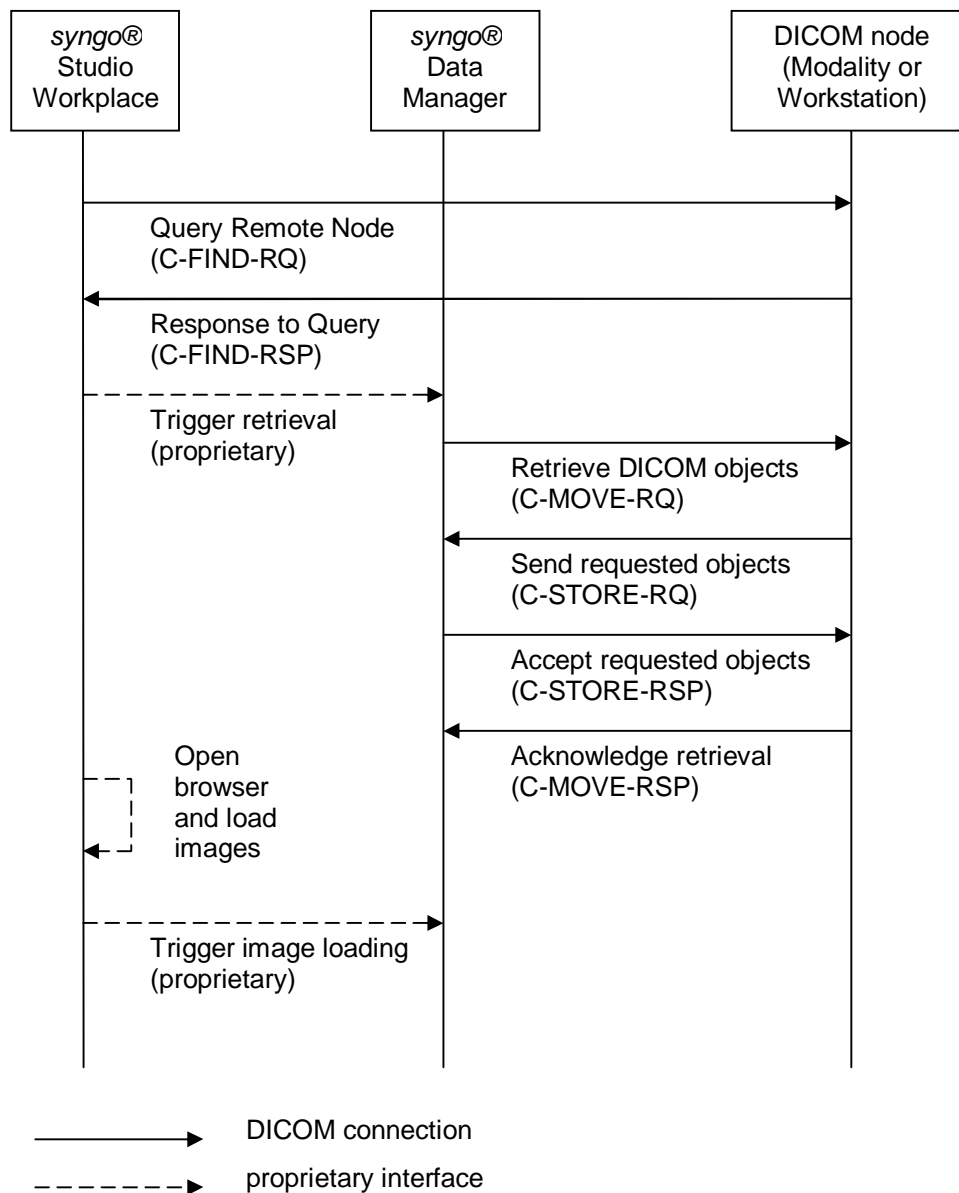 syngo®
Studio
Workplace
syngo®
Data
Manager
DICOM node
(Modality or
Workstation)
Query Remote Node
(C-FIND-RQ)
Response to Query
(C-FIND-RSP)
Trigger retrieval
(proprietary)
Retrieve DICOM objects
(C-MOVE-RQ)
Send requested objects
(C-STORE-RQ)
Accept requested objects
(C-STORE-RSP)
Acknowledge retrieval
(C-MOVE-RSP)
Open
browser
and load
images
Trigger image loading
(proprietary)
DICOM connection
proprietary interface